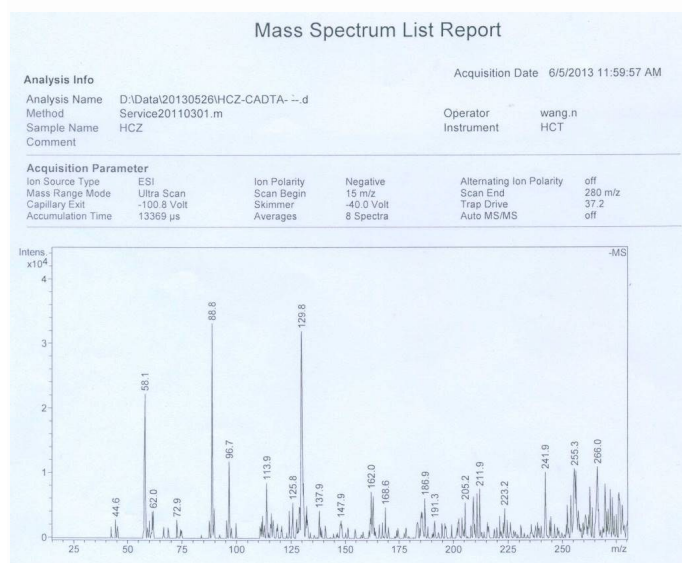 Mass Spectrum List Report
Analysis Info
Acquisition Date 6/5/2013 11:59:57 AM
Analysis Name D:\Data\20130526\HCZ-CADTA- --.d
Method Service20110301.m Operator wang.n
Sample Name HCZ Instrument HCT
Comment
Acquisition Parameter
Ion Source Type ESI Ion Polarity Negative Alternating Ion Polarity off
Mass Range Mode Ultra Scan Scan Begin 15 m/z Scan End 280 m/z
Capillary Exit -100.8 Volt Skimmer -40.0 Volt Trap Drive 37.2
Accumulation Time 13369 µs Averages 8 Spectra Auto MS/MS off
Intens.
x10⁴
-MS
4
3
2
1
0
44.6
58.1
62.0
72.9
88.8
96.7
113.9
125.8
129.8
137.9
147.9
162.0
168.6
186.9
191.3
205.2
211.9
223.2
241.9
255.3
266.0
25 50 75 100 125 150 175 200 225 250 m/z